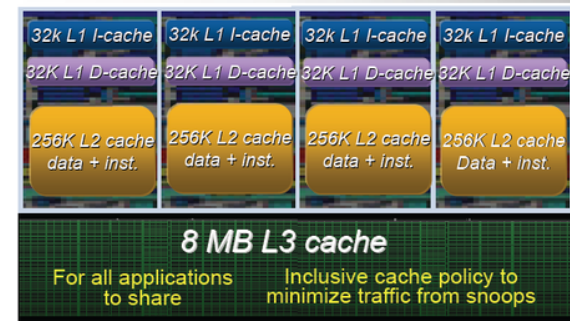 32k L1 I-cache
32k L1 I-cache
32k L1 I-cache
32k L1 I-cache
32K L1 D-cache
32K L1 D-cache
32K L1 D-cache
32K L1 D-cache
256K L2 cache
data + inst.
256K L2 cache
data + inst.
256K L2 cache
data + inst.
256K L2 cache
Data + inst.
8 MB L3 cache
For all applications
to share
Inclusive cache policy to
minimize traffic from snoops